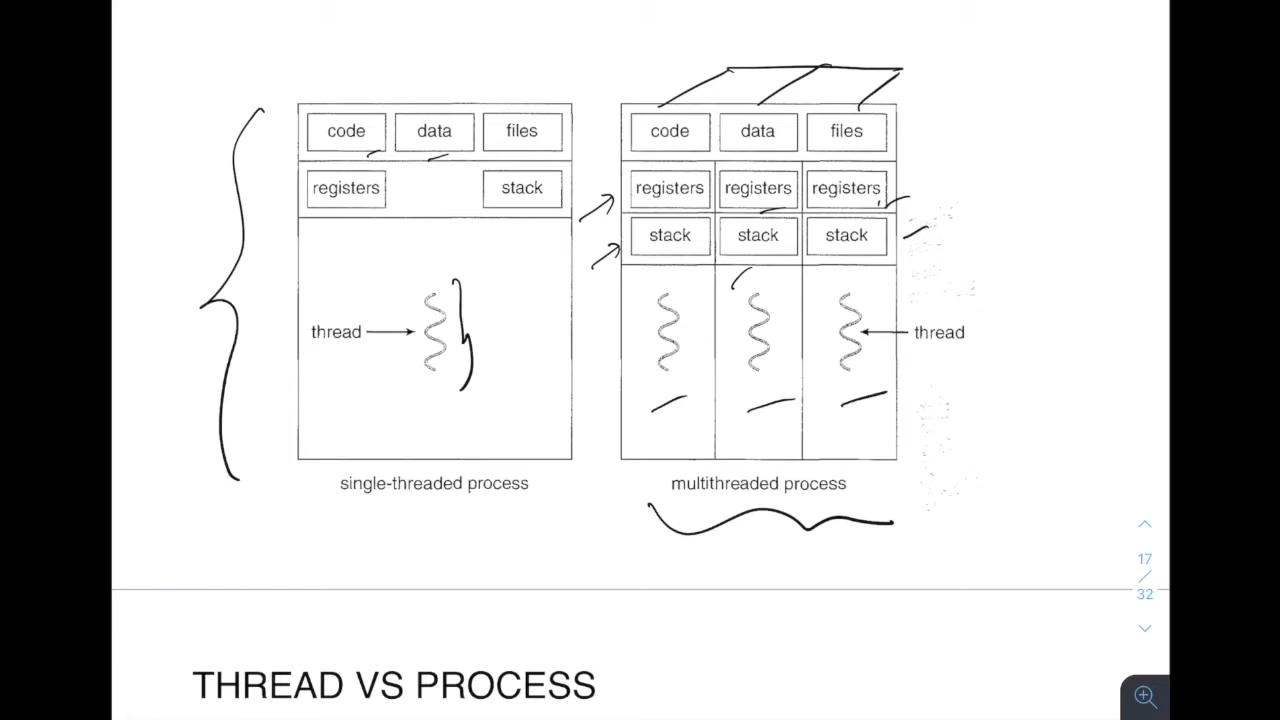 code data files
registers stack
thread
single-threaded process
code data files
registers registers registers
stack stack stack
thread
multithreaded process
17
/
32
THREAD VS PROCESS